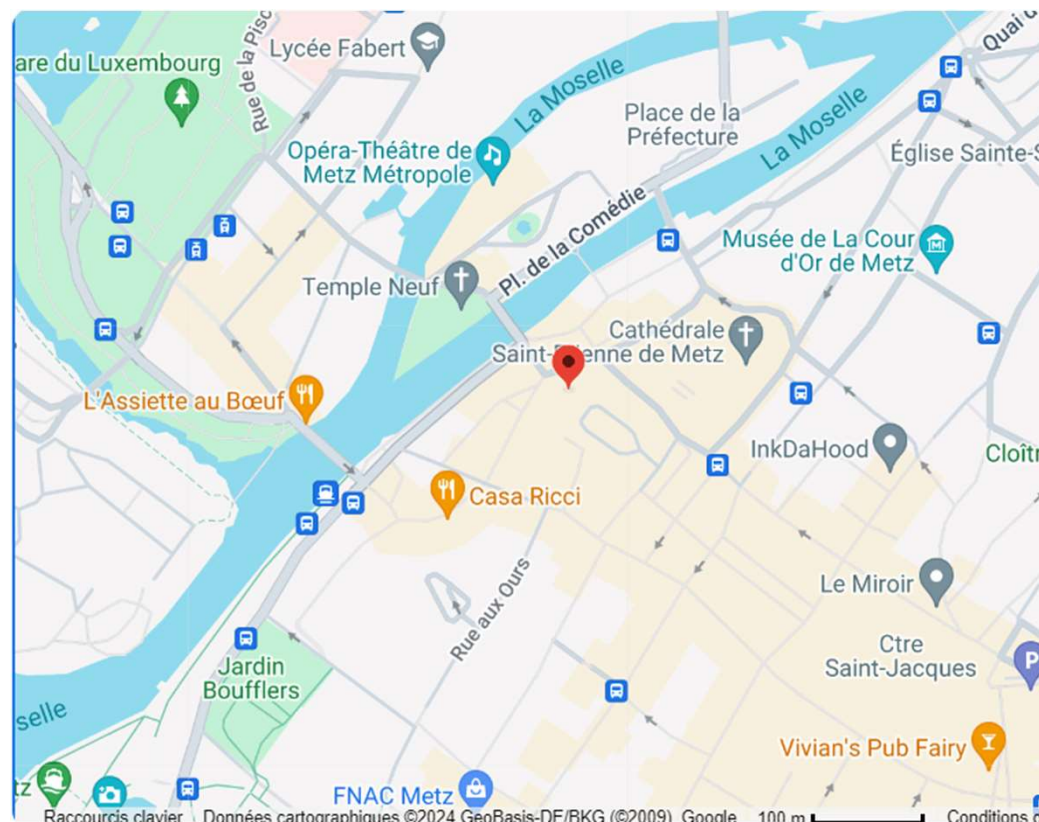 Lycée Fabert
Quai d
are du Luxembourg
Rue de la Pisc
La Moselle
Place de la
Préfecture
La Moselle
Opéra-Théâtre de
Metz Métropole
Église Sainte-S
Pl. de la Comédie
Musée de La Cour
d'Or de Metz
Temple Neuf
Cathédrale
Saint-Étienne de Metz
L'Assiette au Bœuf
InkDaHood
Cloîtr
Casa Ricci
Rue aux Ours
Le Miroir
Ctre
Saint-Jacques
P
Jardin
Boufflers
selle
Vivian's Pub Fairy
tz
FNAC Metz
Raccourcis clavier Données cartographiques ©2024 GeoBasis-DE/BKG (©2009), Google 100 m Conditions d